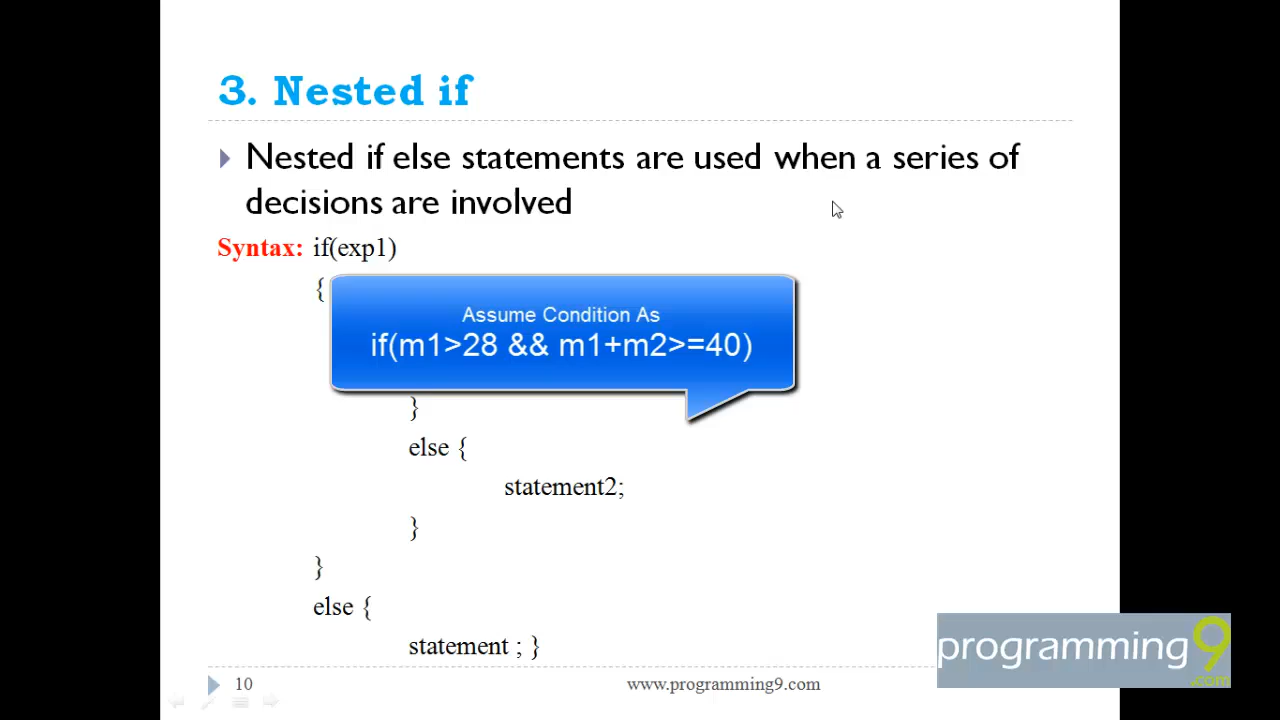 3. Nested if
Nested if else statements are used when a series of
decisions are involved
Syntax: if(exp1)
{
Assume Condition As
if(m1>28 && m1+m2>=40)
}
else {
statement2;
}
}
else {
statement ; }
programming9
.com
10
www.programming9.com